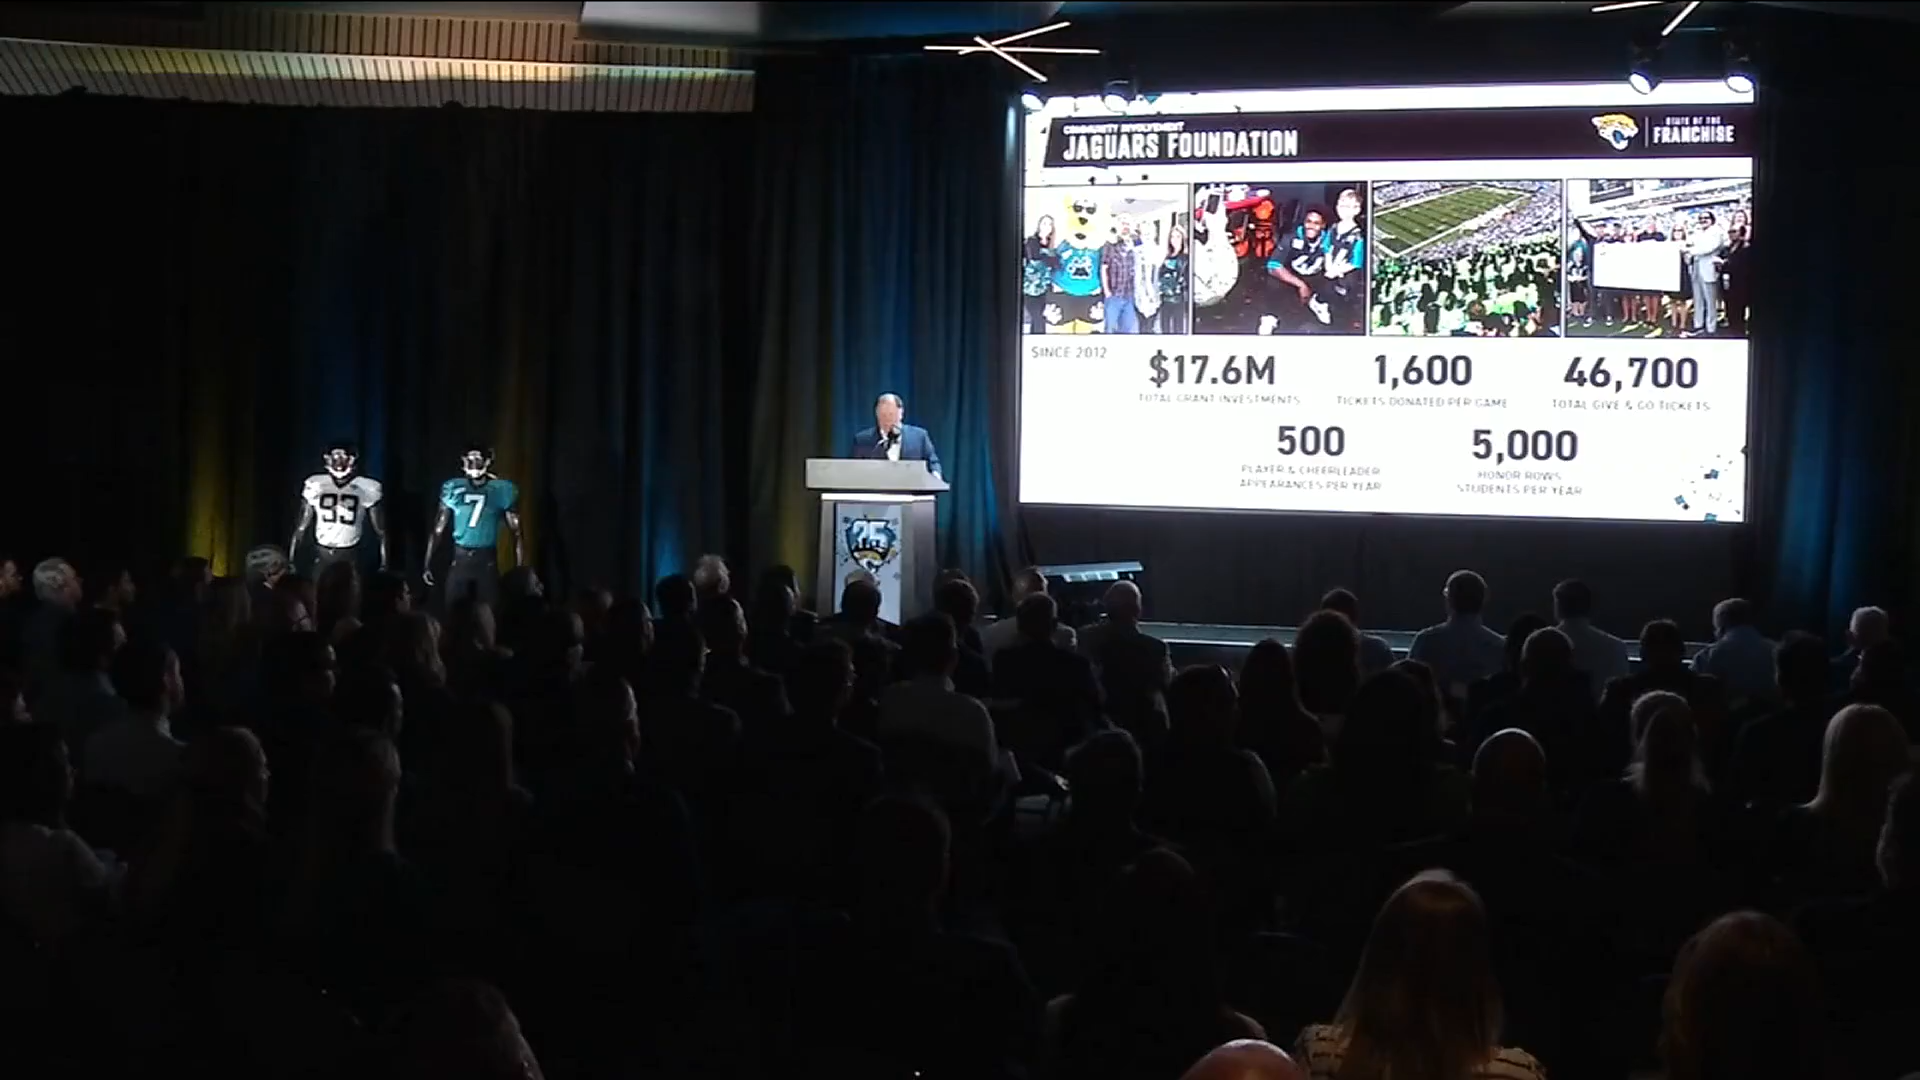 COMMUNITY INVOLVEMENT
JAGUARS FOUNDATION
STATE OF THE
FRANCHISE
SINCE 2012
$17.6M
TOTAL GRANT INVESTMENTS
1,600
TICKETS DONATED PER GAME
46,700
TOTAL GIVE & GO TICKETS
500
PLAYER & CHEERLEADER
APPEARANCES PER YEAR
5,000
HONOR ROWS
STUDENTS PER YEAR
93
7
25